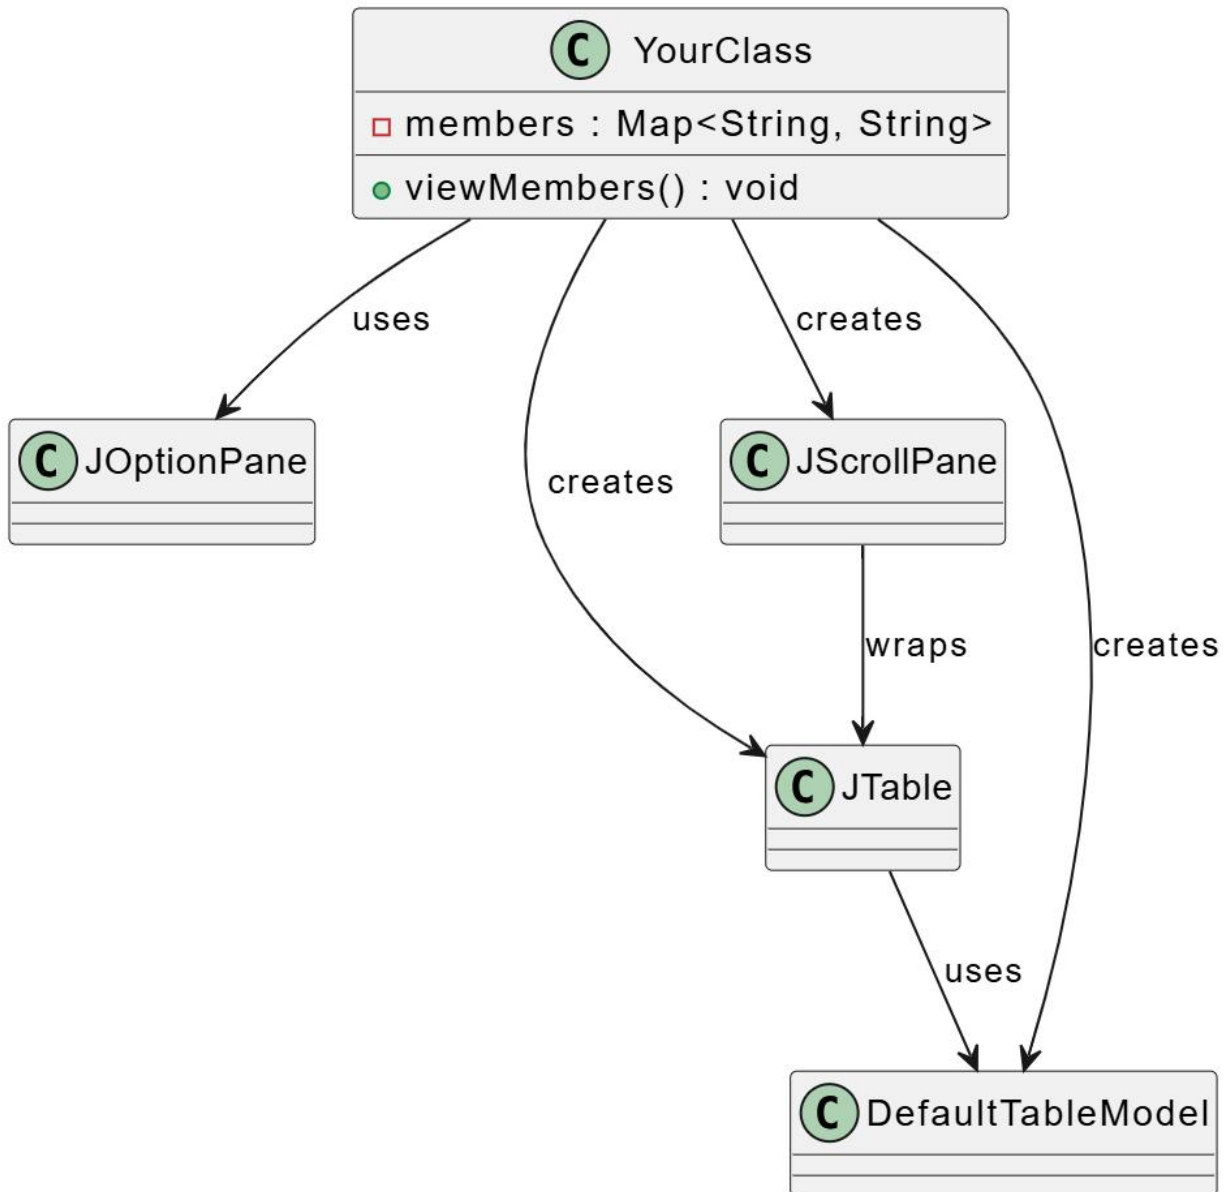 C YourClass
members : Map<String, String>
viewMembers() : void
uses
creates
C JOptionPane
C JScrollPane
creates
wraps
creates
C JTable
uses
C DefaultTableModel